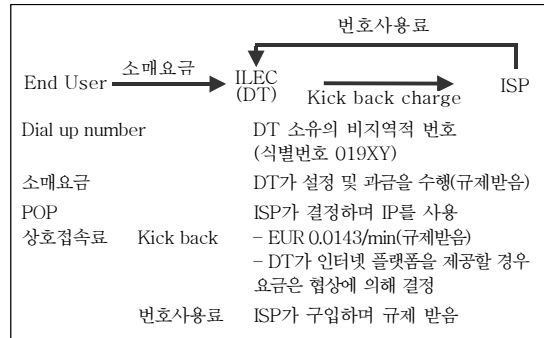 번호사용료
소매요금
End User ILEC ISP
(DT) Kick back charge
Dial up number DT 소유의 비지역적 번호
(식별번호 019XY)
소매요금 DT가 설정 및 과금을 수행(규제받음)
POP ISP가 결정하며 IP를 사용
상호접속료 Kick back – EUR 0.0143/min(규제받음)
– DT가 인터넷 플랫폼을 제공할 경우
요금은 협상에 의해 결정
번호사용료 ISP가 구입하며 규제 받음